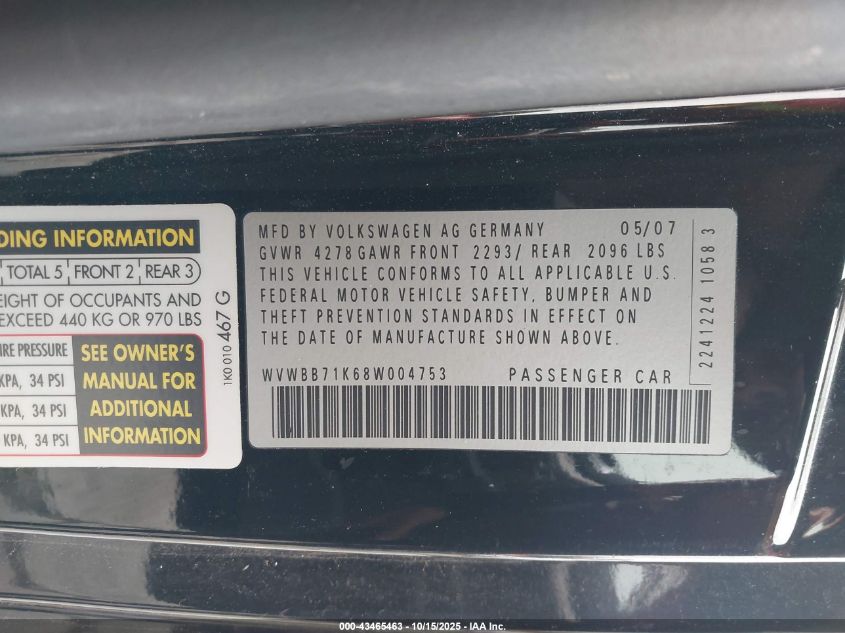 DING INFORMATION
TOTAL 5 FRONT 2 REAR 3
EIGHT OF OCCUPANTS AND
EXCEED 440 KG OR 970 LBS
IRE PRESSURE
KPA, 34 PSI
KPA, 34 PSI
KPA, 34 PSI
SEE OWNER'S
MANUAL FOR
ADDITIONAL
INFORMATION
1K0 010 467 G
MFD BY VOLKSWAGEN AG GERMANY 05/07
GVWR 4278 GAWR FRONT 2293/ REAR 2096 LBS
THIS VEHICLE CONFORMS TO ALL APPLICABLE U.S.
FEDERAL MOTOR VEHICLE SAFETY, BUMPER AND
THEFT PREVENTION STANDARDS IN EFFECT ON
THE DATE OF MANUFACTURE SHOWN ABOVE.
WVWBB71K68W004753 PASSENGER CAR
2241224 10583
000-43465463 - 10/15/2025 - IAA Inc.